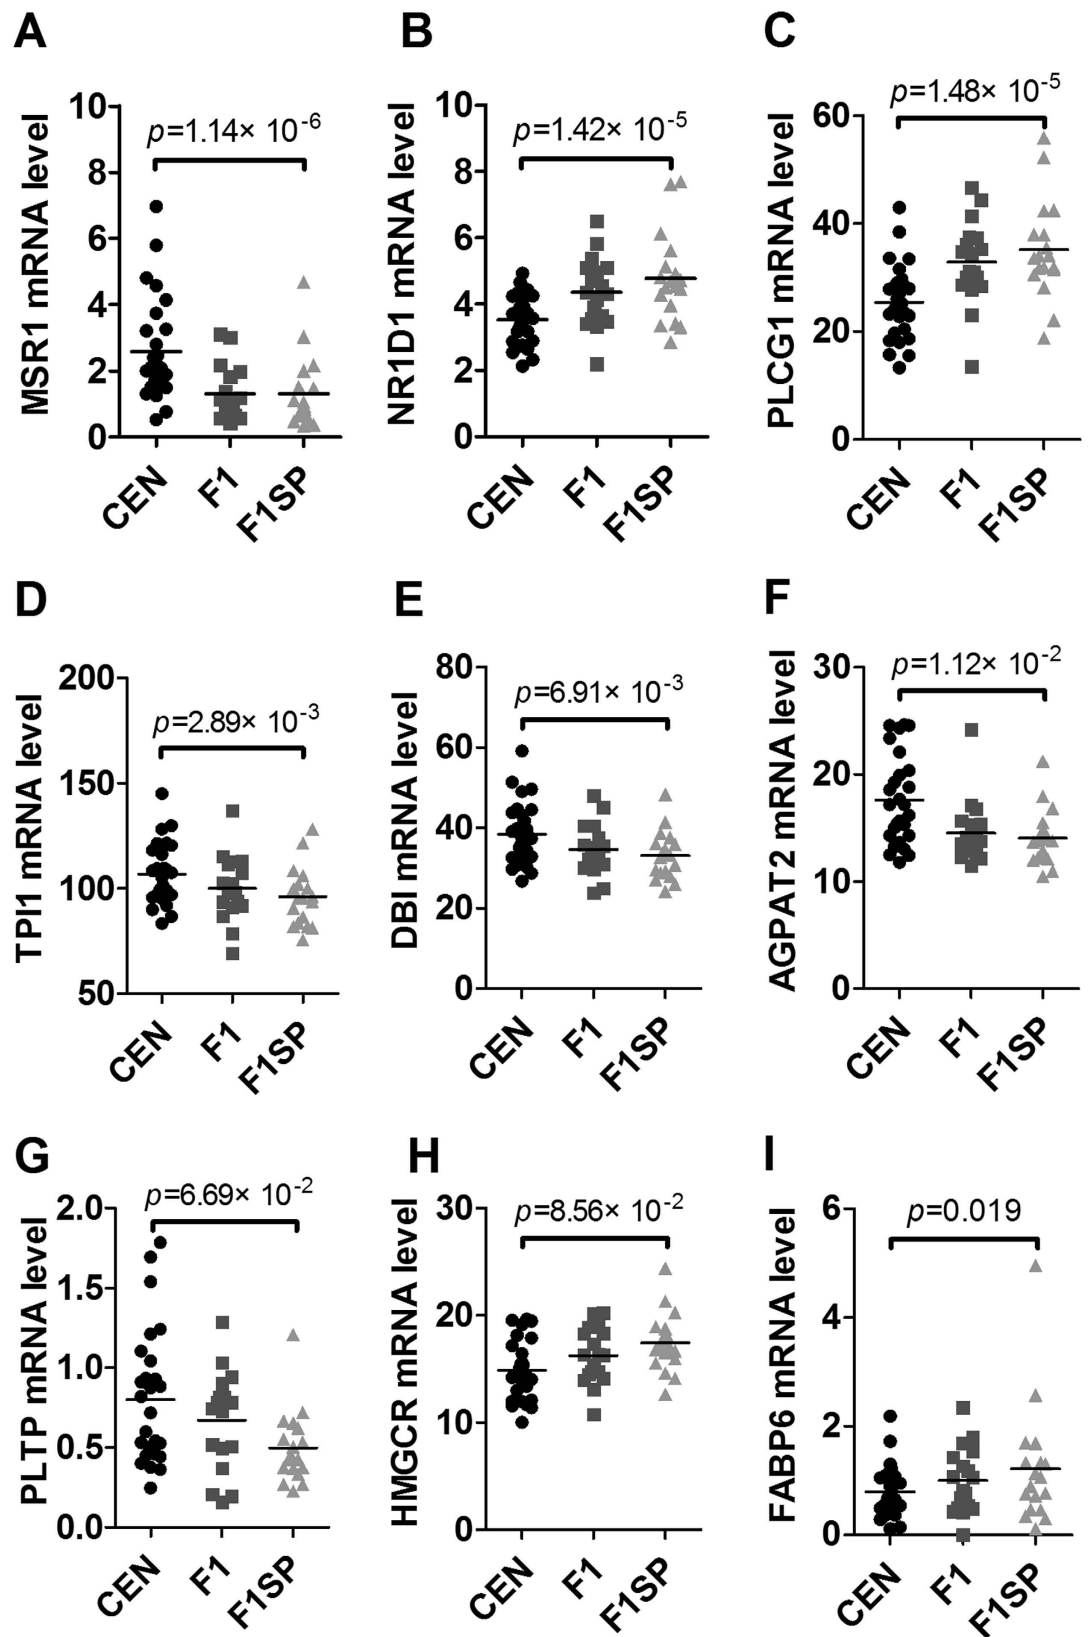 A
MSR1 mRNA level
p=1.14× 10-6
10
8
6
4
2
0
CEN
F1
F1SP
B
NR1D1 mRNA level
p=1.42× 10-5
10
8
6
4
2
0
CEN
F1
F1SP
C
PLCG1 mRNA level
p=1.48× 10-5
60
40
20
0
CEN
F1
F1SP
D
TPI1 mRNA level
p=2.89× 10-3
200
150
100
50
CEN
F1
F1SP
E
DBI mRNA level
p=6.91× 10-3
80
60
40
20
0
CEN
F1
F1SP
F
AGPAT2 mRNA level
p=1.12× 10-2
30
20
10
0
CEN
F1
F1SP
G
PLTP mRNA level
p=6.69× 10-2
2.0
1.5
1.0
0.5
0.0
CEN
F1
F1SP
H
HMGCR mRNA level
p=8.56× 10-2
30
20
10
0
CEN
F1
F1SP
I
FABP6 mRNA level
p=0.019
6
4
2
0
CEN
F1
F1SP